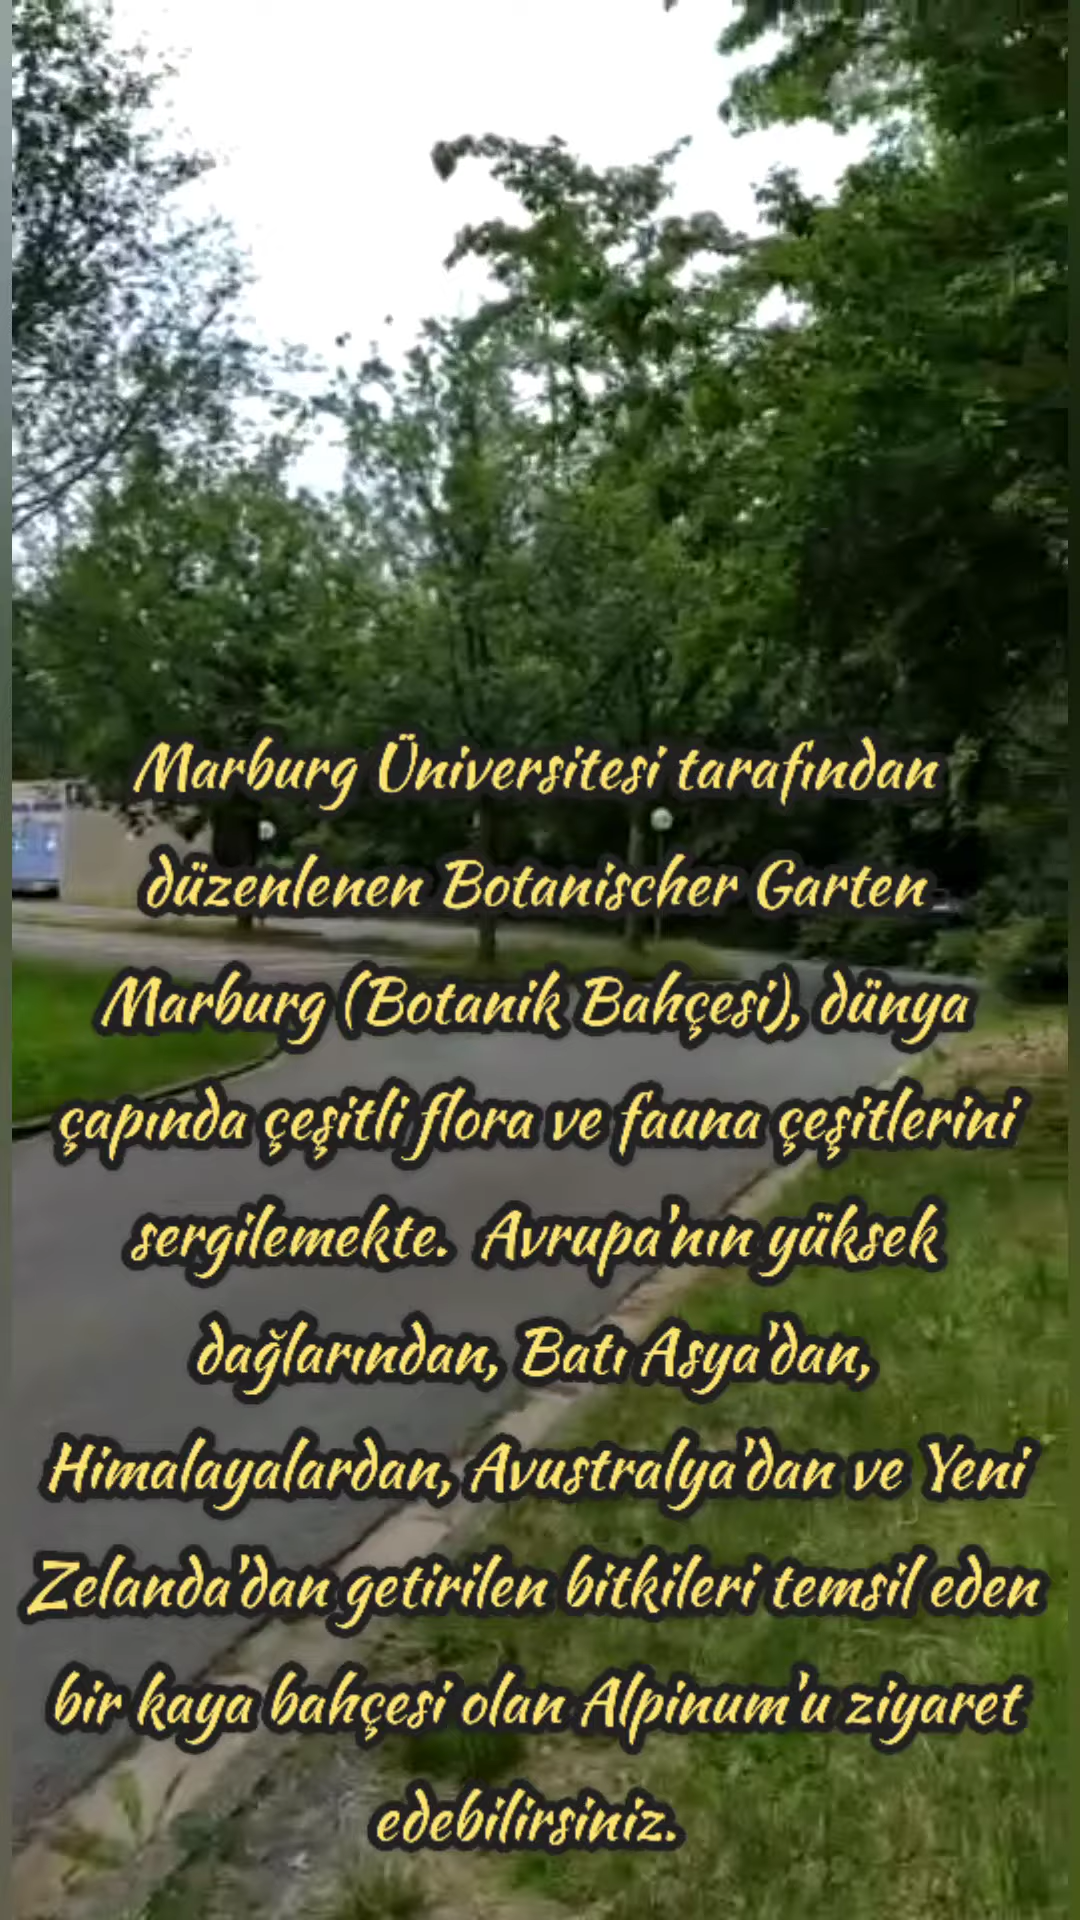 Marburg Üniversitesi tarafından
düzenlenen Botanischer Garten
Marburg (Botanik Bahçesi), dünya
çapında çeşitli flora ve fauna çeşitlerini
sergilemekte. Avrupa'nın yüksek
dağlarından, Batı Asya'dan,
Himalayalardan, Avustralya'dan ve Yeni
Zelanda'dan getirilen bitkileri temsil eden
bir kaya bahçesi olan Alpinum'u ziyaret
edebilirsiniz.